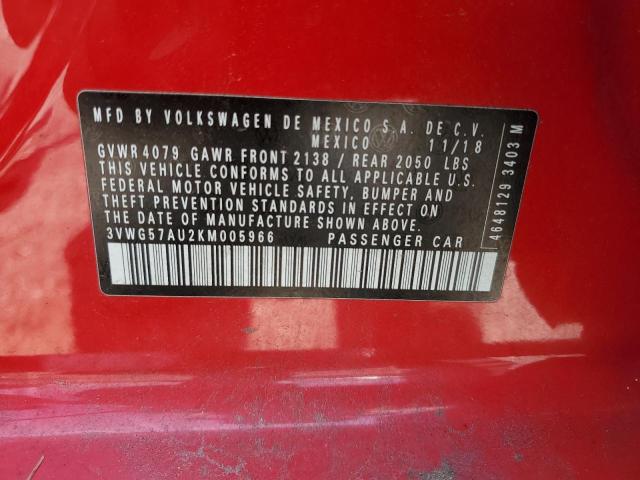 MFD BY VOLKSWAGEN DE MEXICO S.A. DE C.V.
MEXICO 11/18
GVWR 4079 GAWR FRONT 2138 / REAR 2050 LBS
THIS VEHICLE CONFORMS TO ALL APPLICABLE U.S.
FEDERAL MOTOR VEHICLE SAFETY, BUMPER AND
THEFT PREVENTION STANDARDS IN EFFECT ON
THE DATE OF MANUFACTURE SHOWN ABOVE.
3VWG57AU2KM005966 PASSENGER CAR
4648129 3403 M